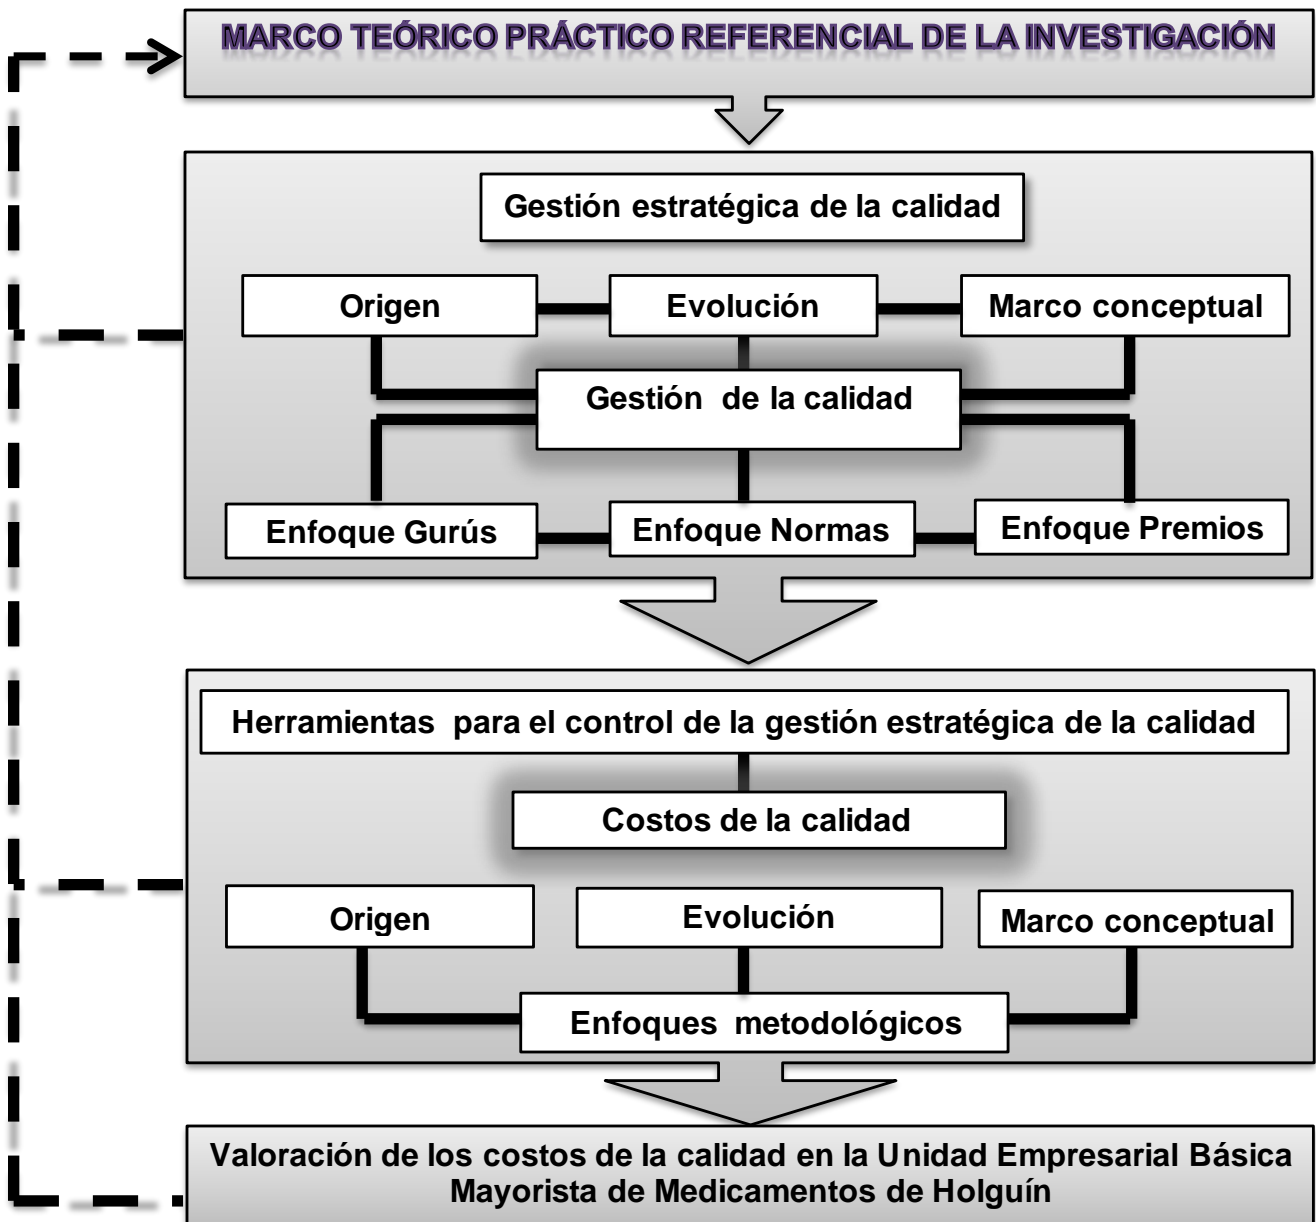 MARCO TEÓRICO PRÁCTICO REFERENCIAL DE LA INVESTIGACIÓN
Gestión estratégica de la calidad
Origen
Evolución
Marco conceptual
Gestión de la calidad
Enfoque Gurús
Enfoque Normas
Enfoque Premios
Herramientas para el control de la gestión estratégica de la calidad
Costos de la calidad
Origen
Evolución
Marco conceptual
Enfoques metodológicos
Valoración de los costos de la calidad en la Unidad Empresarial Básica
Mayorista de Medicamentos de Holguín